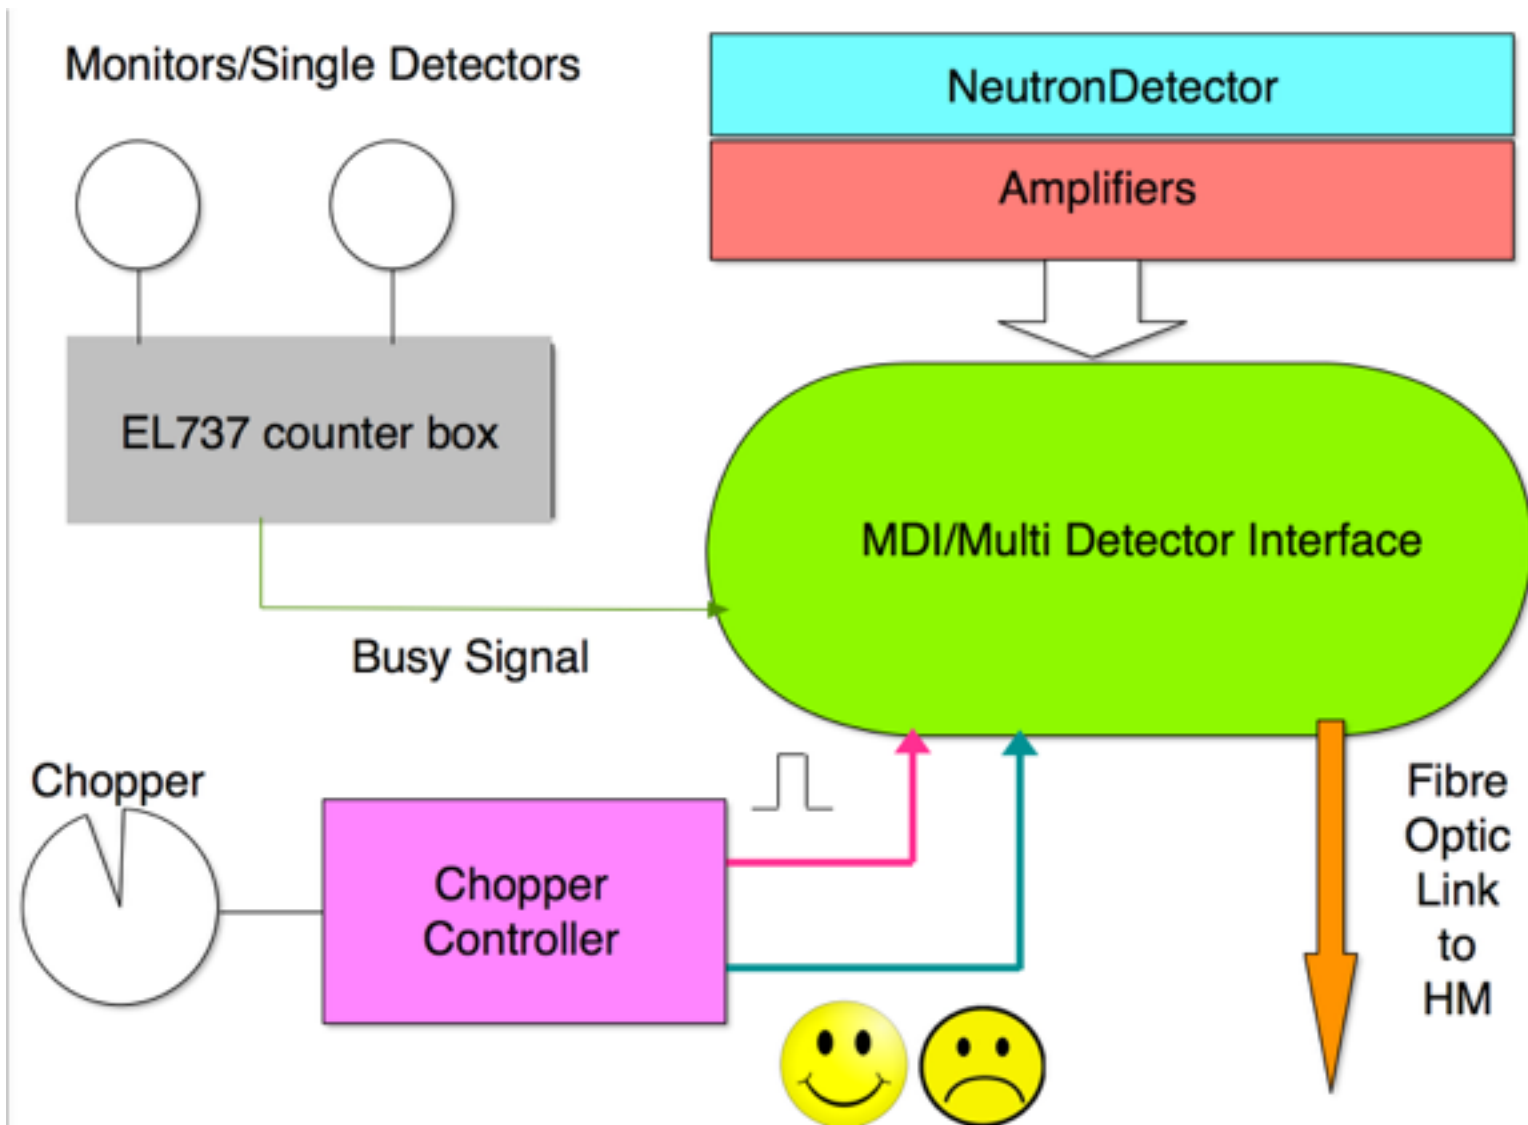 Monitors/Single Detectors
NeutronDetector
Amplifiers
EL737 counter box
MDI/Multi Detector Interface
Busy Signal
Chopper
Chopper
Controller
Fibre
Optic
Link
to
HM